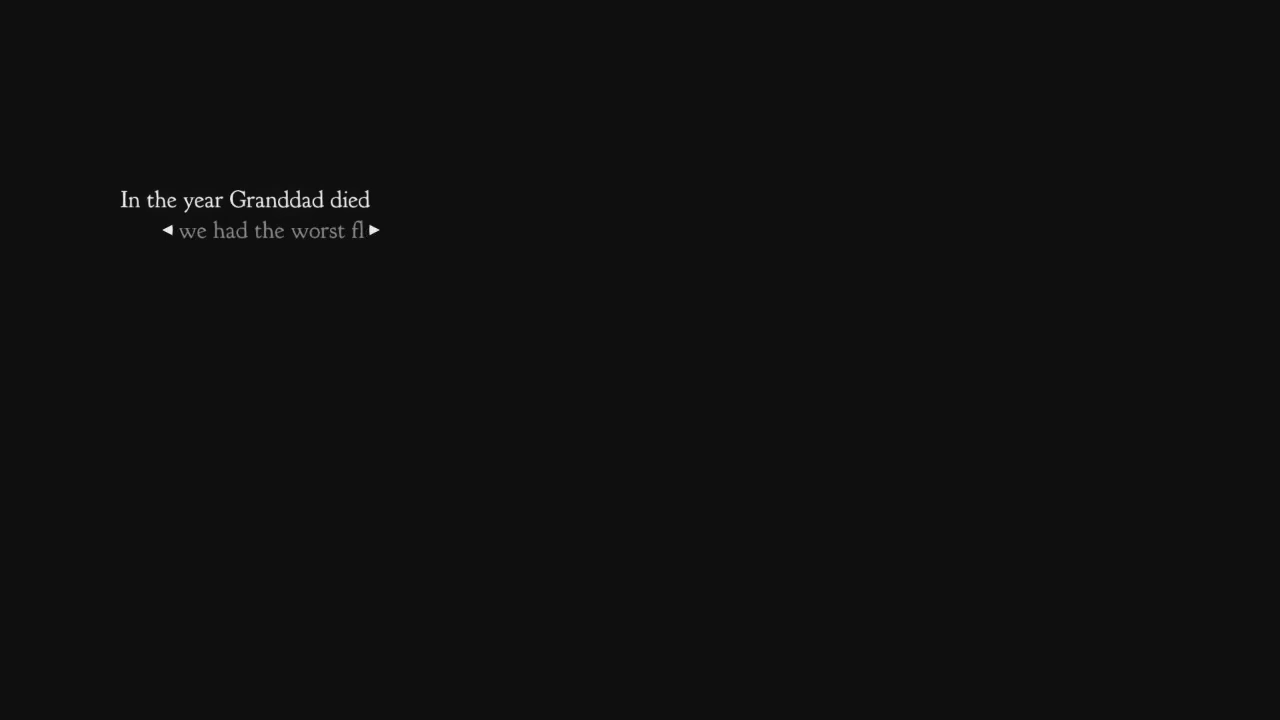 In the year Granddad died
◄ we had the worst fl ►